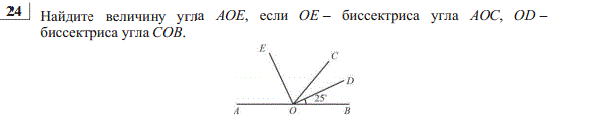 24 Найдите величину угла AOE, если OE – биссектриса угла AOC, OD –
биссектриса угла COB.
E
C
D
25°
A O B